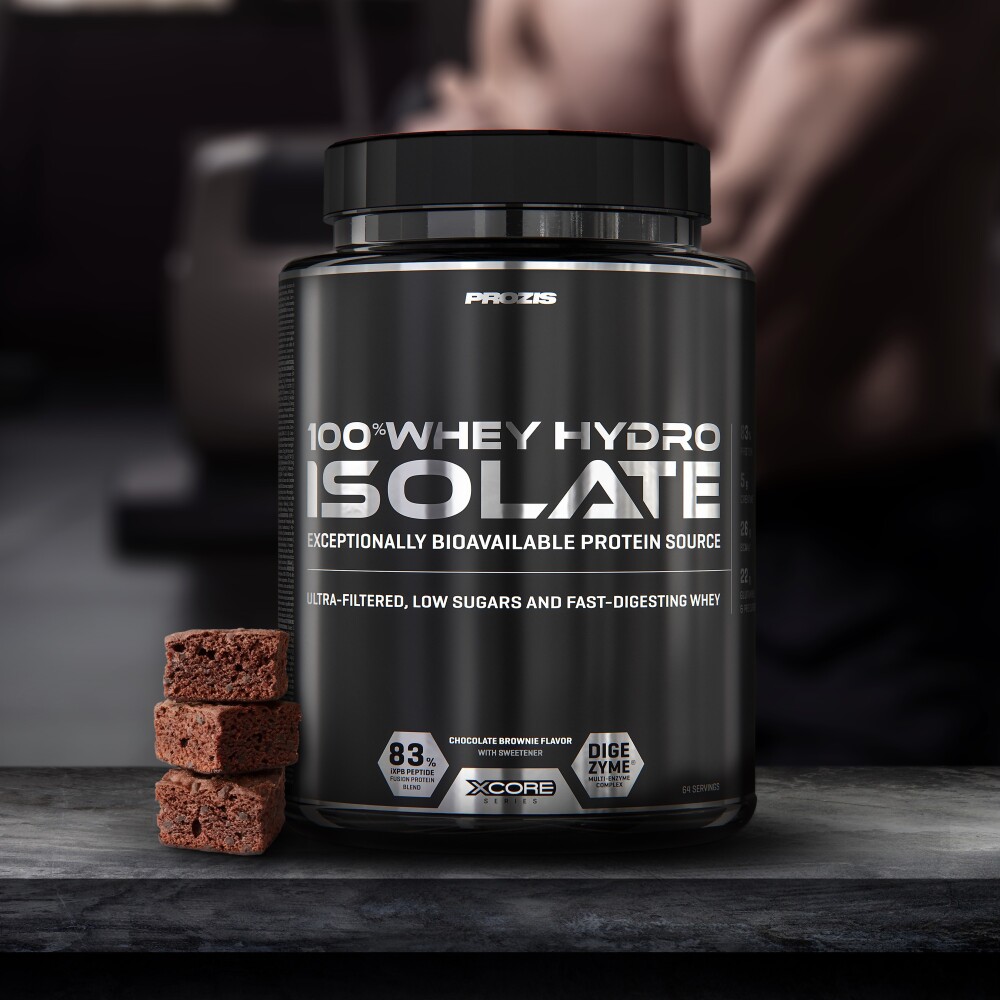 PROZIS
100% WHEY HYDRO
ISOLATE
EXCEPTIONALLY BIOAVAILABLE PROTEIN SOURCE
ULTRA-FILTERED, LOW SUGARS AND FAST-DIGESTING WHEY
83%
iXPB PEPTIDE
FUSION PROTEIN
BLEND
CHOCOLATE BROWNIE FLAVOR
WITH SWEETENER
XCORE
SERIES
DIGE
ZYME®
MULTI-ENZYME
COMPLEX
64 SERVINGS